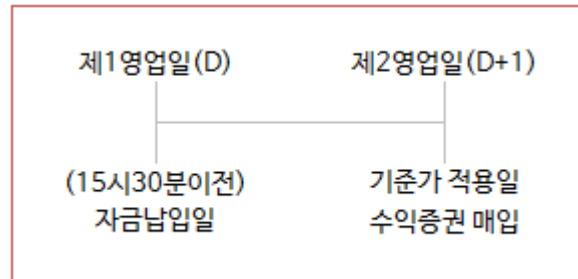 제1영업일(D)
제2영업일(D+1)
(15시30분이전)
자금납입일
기준가 적용일
수익증권 매입